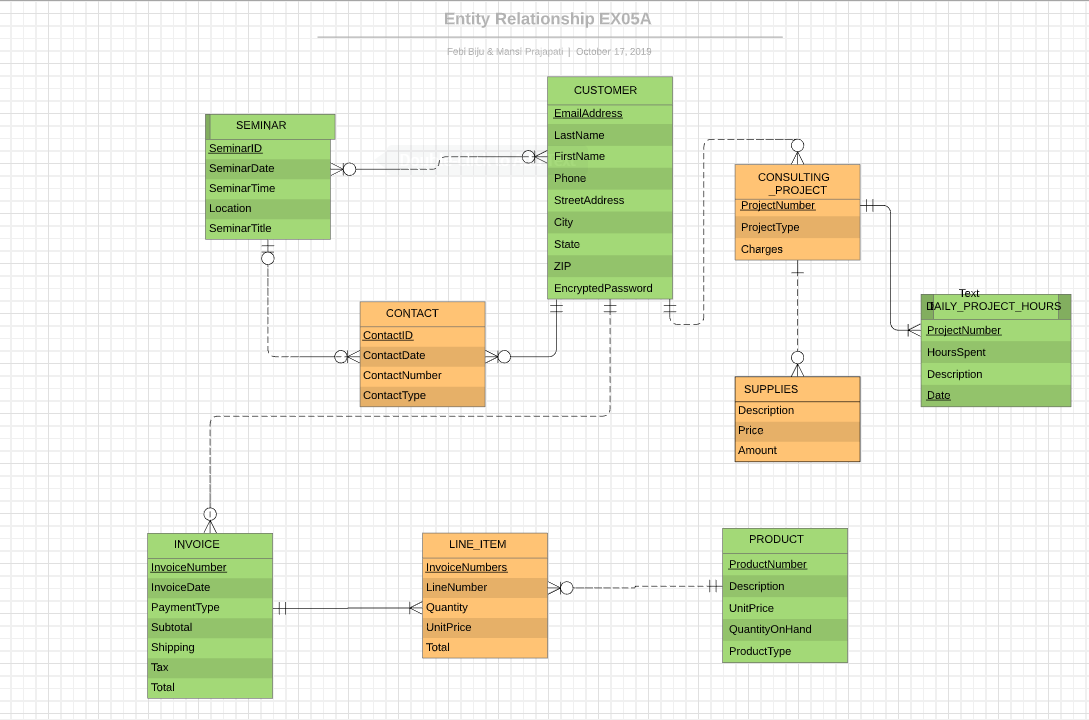 Entity Relationship EX05A
Febi Biju & Mansi Prajapati | October 17, 2019
CUSTOMER
EmailAddress
LastName
FirstName
Phone
StreetAddress
City
State
ZIP
EncryptedPassword
SEMINAR
SeminarID
SeminarDate
SeminarTime
Location
SeminarTitle
CONSULTING
_PROJECT
ProjectNumber
ProjectType
Charges
CONTACT
ContactID
ContactDate
ContactNumber
ContactType
Text
DAILY_PROJECT_HOURS
ProjectNumber
HoursSpent
Description
Date
SUPPLIES
Description
Price
Amount
INVOICE
InvoiceNumber
InvoiceDate
PaymentType
Subtotal
Shipping
Tax
Total
LINE_ITEM
InvoiceNumbers
LineNumber
Quantity
UnitPrice
Total
PRODUCT
ProductNumber
Description
UnitPrice
QuantityOnHand
ProductType